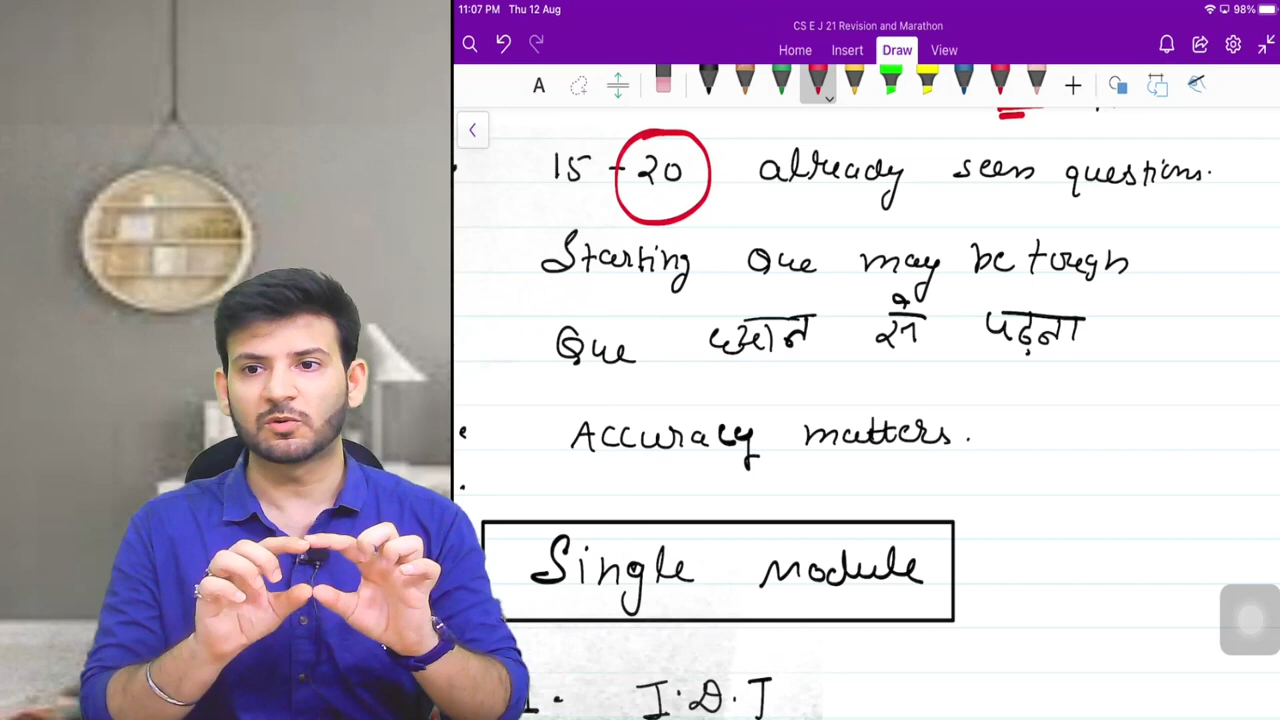 11:07 PM Thu 12 Aug
98%
CS E J 21 Revision and Marathon
Home Insert Draw View
A
15 - 20 already seen questions.
Starting Que may be tough
Que ध्यान से पढ़ना
Accuracy matters.
Single module
1. I.D.T